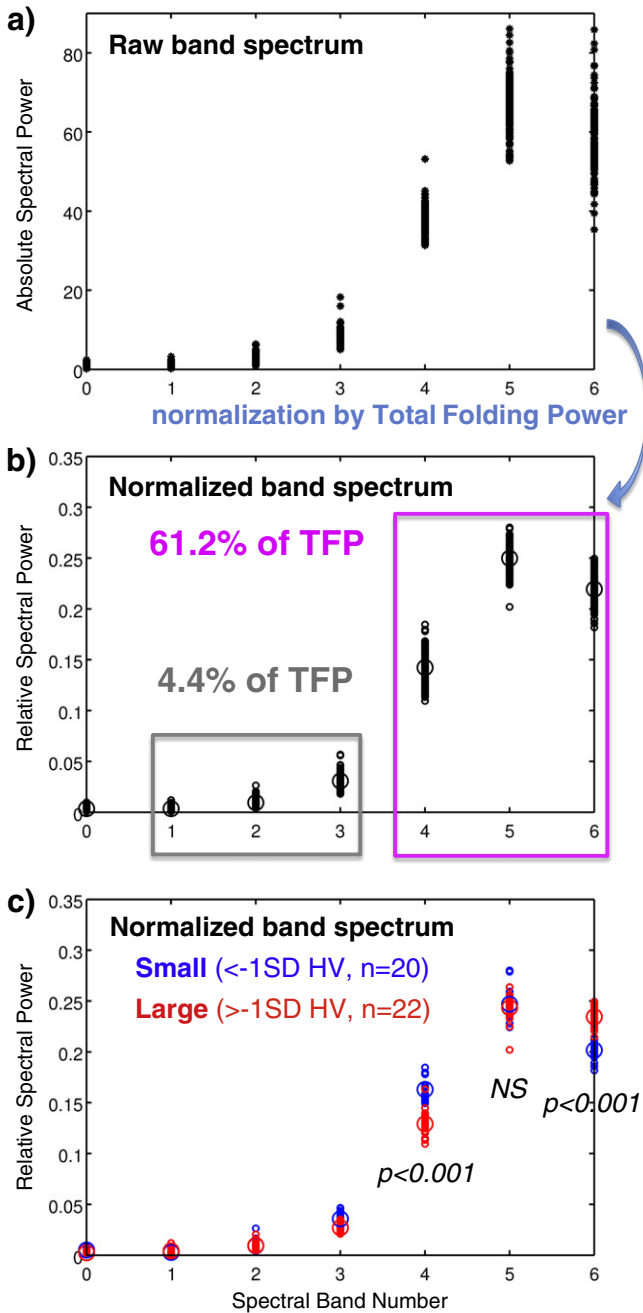 a)
Raw band spectrum
Absolute Spectral Power
80
60
40
20
0
0 1 2 3 4 5 6
normalization by Total Folding Power
b)
Normalized band spectrum
61.2% of TFP
4.4% of TFP
Relative Spectral Power
0.35
0.3
0.25
0.2
0.15
0.1
0.05
0
0 1 2 3 4 5 6
c)
Normalized band spectrum
Small (<-1SD HV, n=20)
Large (>-1SD HV, n=22)
Relative Spectral Power
0.35
0.3
0.25
0.2
0.15
0.1
0.05
0
NS
p<0.001
p<0.001
0 1 2 3 4 5 6
Spectral Band Number